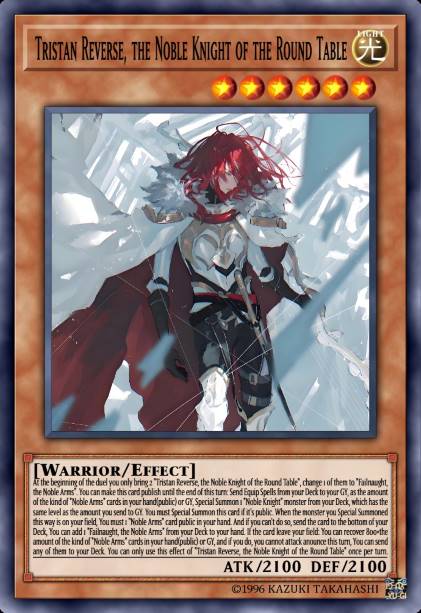 TRISTAN REVERSE, THE NOBLE KNIGHT OF THE ROUND TABLE
LIGHT
光
[WARRIOR/EFFECT]
At the beginning of the duel you only bring 2 "Tristan Reverse, the Noble Knight of the Round Table", change 1 of them to "Failnaught,
the Noble Arms". You can make this card publish until the end of this turn: Send Equip Spells from your Deck to your GY, as the amount
of the kind of "Noble Arms" cards in your hand(public) or GY, Special Summon 1 "Noble Knight" monster from your Deck, which has the
same level as the amount you send to GY. You must Special Summon this card if it's public. When the monster you Special Summoned
this way is on your field, You must 1 "Noble Arms" card public in your hand. And if you can't do so, send the card to the bottom of your
Deck, You can add 1 "Failnaught, the Noble Arms" from your Deck to your hand. If the card leave your field: You can recover 800×the
amount of the kind of "Noble Arms" cards in your hand(public) or GY, and if you do, you cannot attack announce this turn, You can send
any of them to your Deck. You can only use this effect of "Tristan Reverse, the Noble Knight of the Round Table" once per turn.
ATK/2100 DEF/2100
©1996 KAZUKI TAKAHASHI